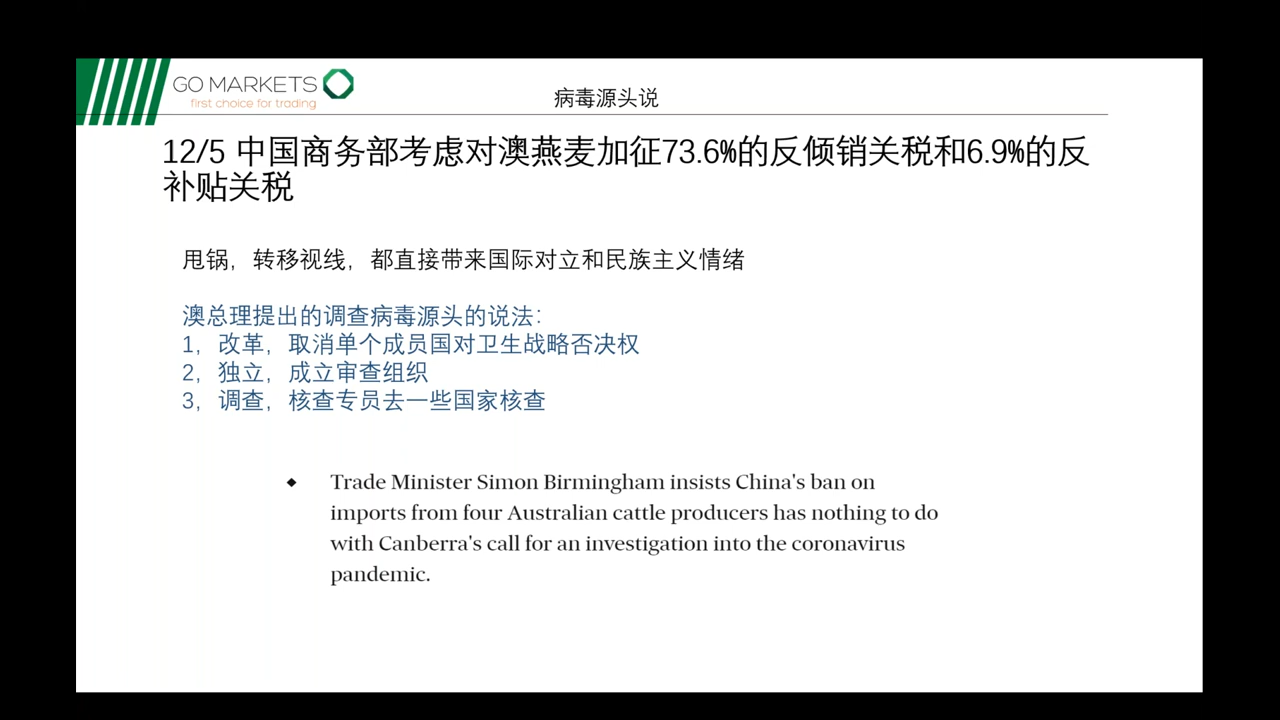 GO MARKETS
first choice for trading
病毒源头说
12/5 中国商务部考虑对澳燕麦加征73.6%的反倾销关税和6.9%的反
补贴关税
甩锅，转移视线，都直接带来国际对立和民族主义情绪
澳总理提出的调查病毒源头的说法：
1，改革，取消单个成员国对卫生战略否决权
2，独立，成立审查组织
3，调查，核查专员去一些国家核查
◆ Trade Minister Simon Birmingham insists China's ban on
imports from four Australian cattle producers has nothing to do
with Canberra's call for an investigation into the coronavirus
pandemic.